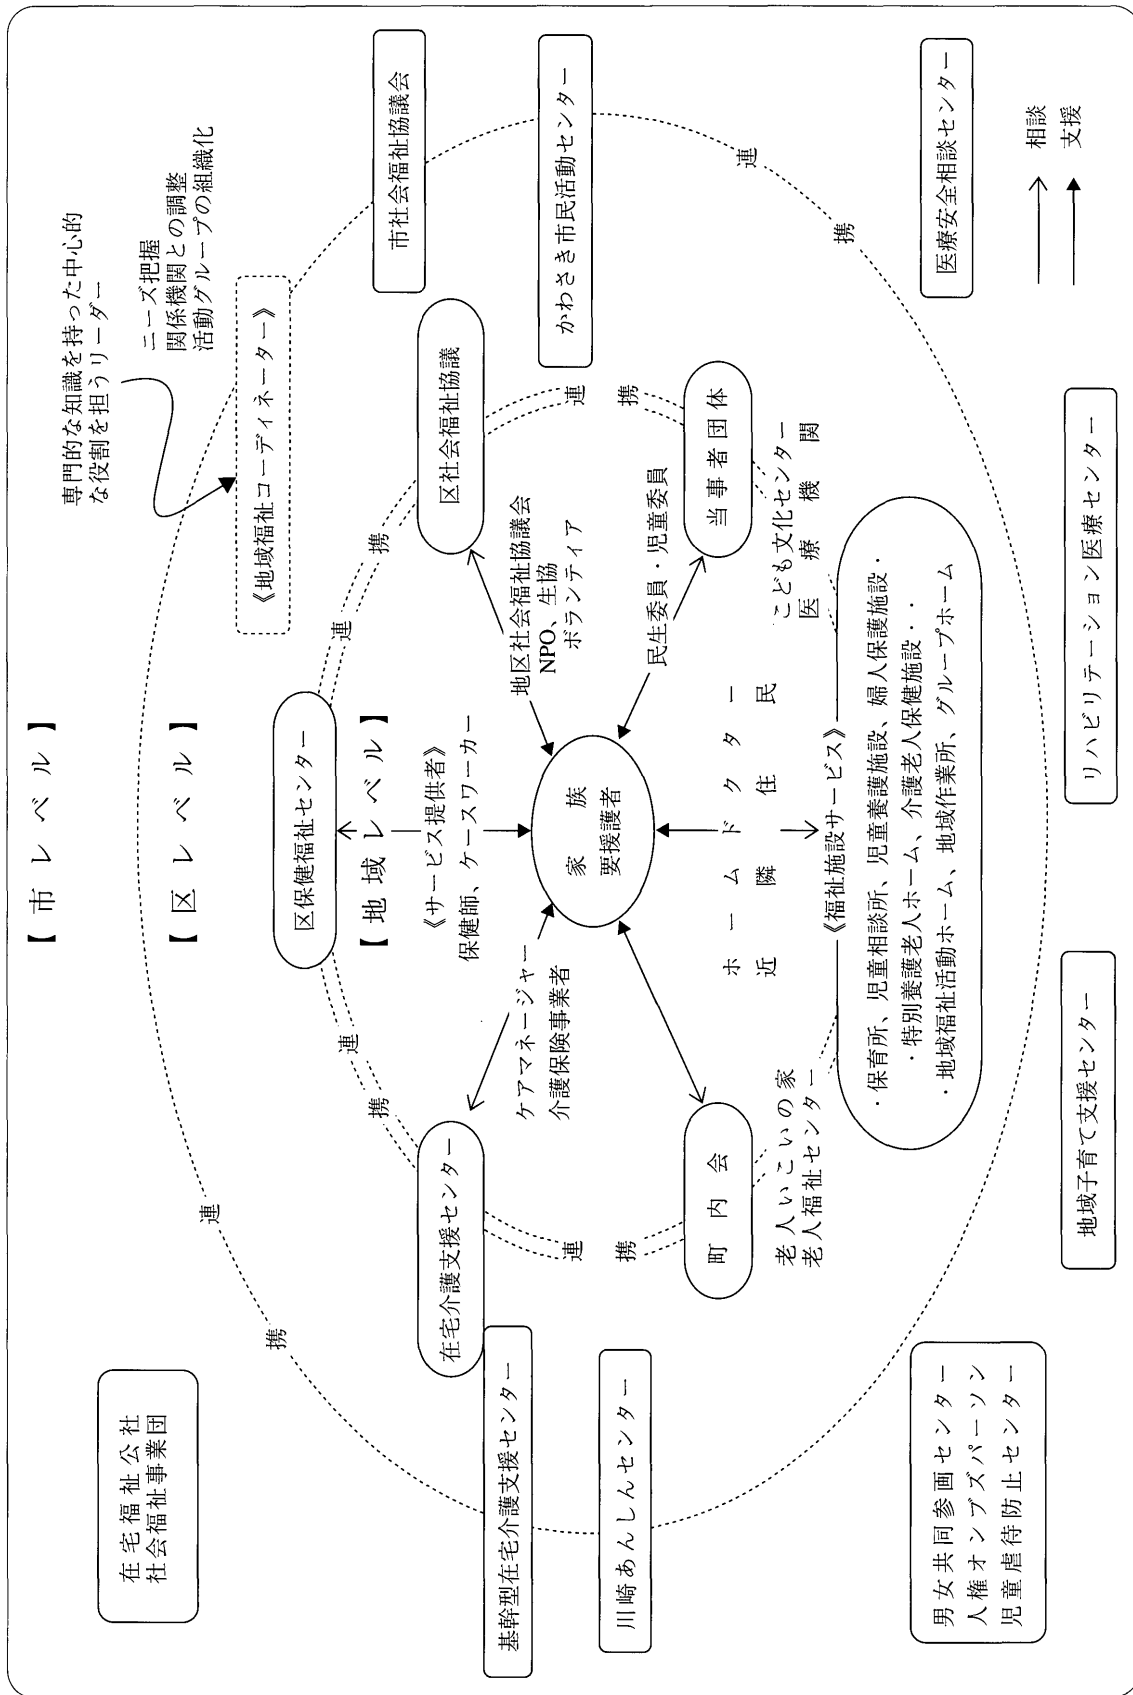 【市レベル】
専門的な知識を持った中心的
な役割を担うリーダー
在宅福祉公社
社会福祉事業団
ニーズ把握
関係機関との調整
活動グループの組織化
【区レベル】
《地域福祉コーディネーター》
区保健福祉センター
連
携
連
携
連
携
市社会福祉協議会
【地域レベル】
在宅介護支援センター
区社会福祉協議
《サービス提供者》
保健師、ケースワーカー
ケアマネージャー
介護保険事業者
地区社会福祉協議会
NPO、生協
ボランティア
基幹型在宅介護支援センター
かわさき市民活動センター
連
携
連
携
家族
要援護者
川崎あんしんセンター
民生委員・児童委員
町内会
当事者団体
ホームドクター
近隣住民
老人いこいの家
老人福祉センター
こども文化センター
医療機関
連
携
《福祉施設サービス》
・保育所、児童相談所、児童養護施設、婦人保護施設・
・特別養護老人ホーム、介護老人保健施設・・
・地域福祉活動ホーム、地域作業所、グループホーム
男女共同参画センター
人権オンブズパーソン
児童虐待防止センター
医療安全相談センター
地域子育て支援センター
リハビリテーション医療センター
相談
支援